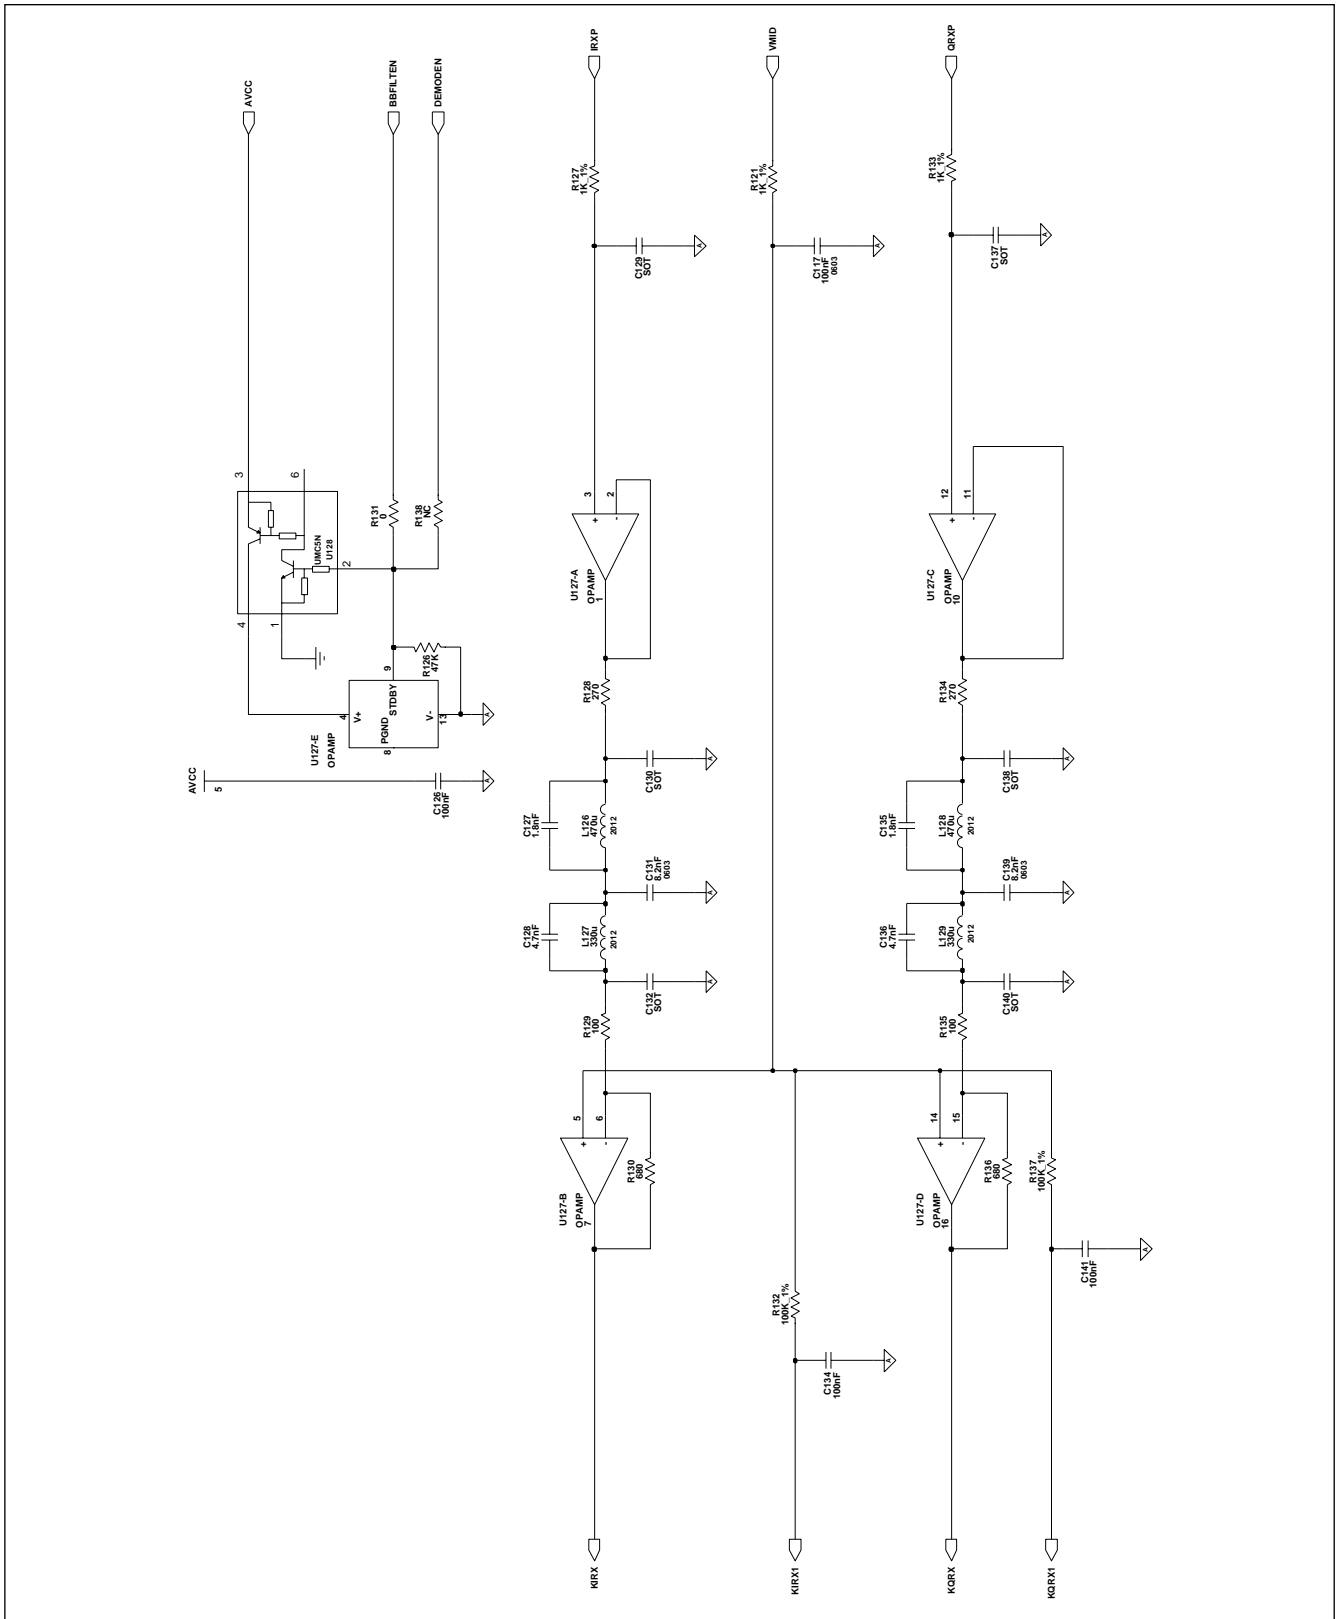 AVCC
BBFILTEN
DEMODEN
IRXP
VMID
QRXP
R127
1K_1%
R121
1K_1%
R133
1K_1%
C129
SOT
C117
100nF
0603
C137
SOT
A
A
A
3
6
UMC5N
U128
2
4
1
R131
0
R138
NC
3
2
+
-
U127-A
OPAMP
1
12
11
+
-
U127-C
OPAMP
10
9
R126
47K
4
V+
STDBY
PGND
8
V-
13
U127-E
OPAMP
A
AVCC
5
C126
100nF
A
R128
270
R134
270
C130
SOT
A
C138
SOT
A
C127
1.8nF
L126
470u
2012
C135
1.8nF
L128
470u
2012
C131
8.2nF
0603
A
C139
8.2nF
0603
A
C128
4.7nF
L127
330u
2012
C136
4.7nF
L129
330u
2012
C132
SOT
A
C140
SOT
A
R129
100
R135
100
5
6
+
-
U127-B
OPAMP
7
R130
680
14
15
+
-
U127-D
OPAMP
16
R136
680
R137
100K_1%
C141
100nF
A
R132
100K_1%
C134
100nF
A
KIRX
KIRX1
KQRX
KQRX1